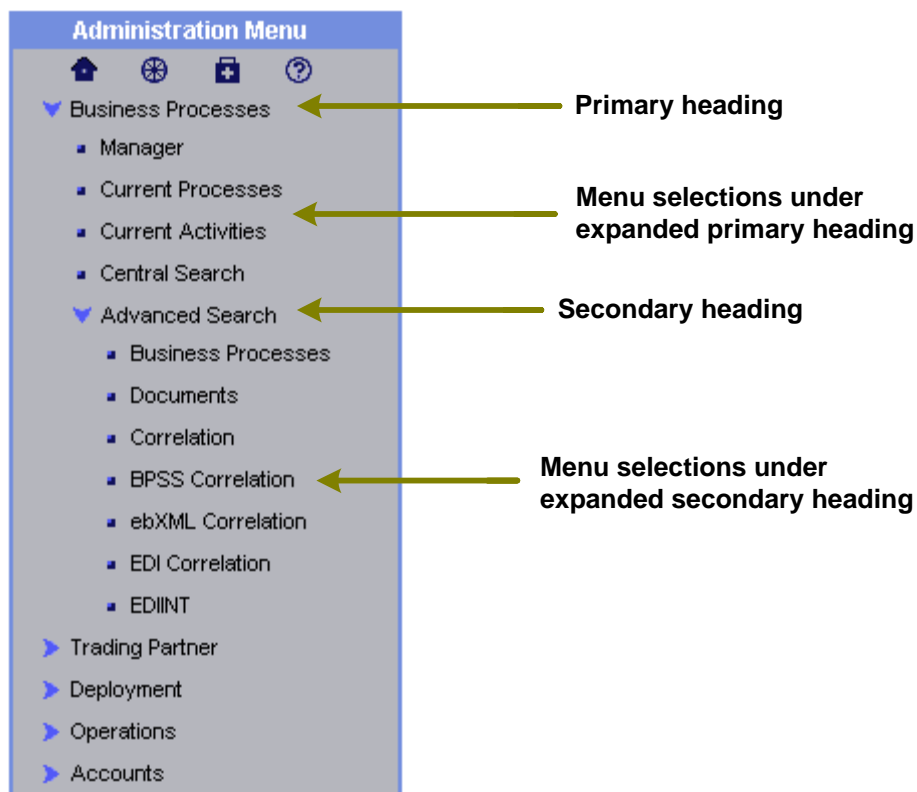 Administration Menu
Business Processes
Primary heading
Manager
Current Processes
Menu selections under
expanded primary heading
Current Activities
Central Search
Advanced Search
Secondary heading
Business Processes
Documents
Correlation
BPSS Correlation
Menu selections under
expanded secondary heading
ebXML Correlation
EDI Correlation
EDIINT
Trading Partner
Deployment
Operations
Accounts